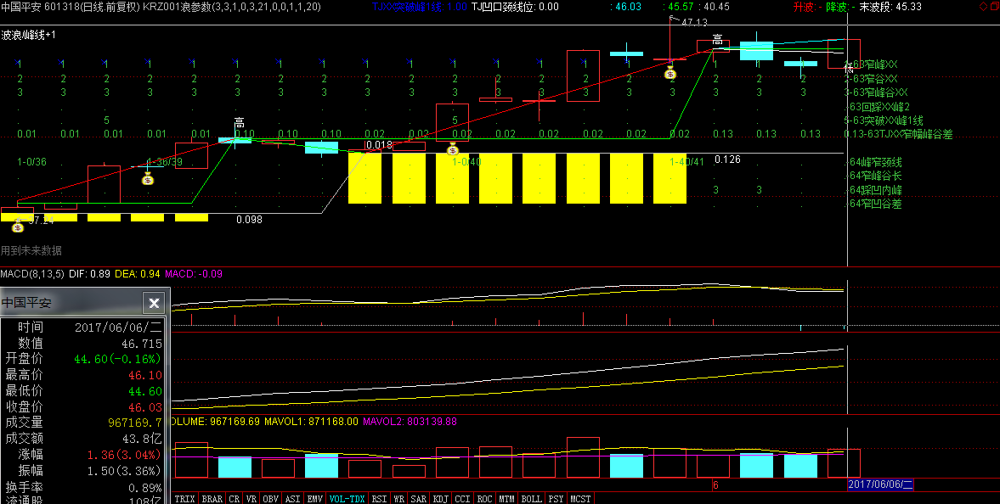 中国平安 601318(日线.前复权) KRZ001浪参数(3,3,1,0,3,21,0,0,1,1,20) TJXX突破峰1线 1.00 TJ凹口颈线位: 0.00 : 46.03 : 45.57 : 40.45 升波: - 降波: - 末波段: 45.33
波浪/峰线+1
47.13
高
1 1 1 1 1 1 1 1 1 1 1 1 1 1 1 1 1 1 1 -63窄峰XX
2 2 2 2 2 2 2 2 2 2 2 2 2 2 2 2 2 2 2 -63窄谷XX
3 3 3 3 3 3 3 3 3 3 3 3 3 3 3 3 3 3 3 3-63窄峰谷XX
-63回踩XX峰2
5 高 5 5-63突破XX峰1线
0.01 0.01 0.01 0.01 0.01 0.10 0.10 0.10 0.02 0.02 0.02 0.02 0.02 0.02 0.02 0.02 0.13 0.13 0.13 0.13-63TJXX窄幅峰谷差
0.018
1-0/36 1-36/39 1-0/40 1-40/41 0.126 -64峰窄颈线
-64窄峰谷长
3 3 -64踩凹内峰
-64窄凹谷差
37.24 0.098
用到未来数据
MACD(8,13,5) DIF: 0.89 DEA: 0.94 MACD: -0.09
中国平安
时间 2017/06/06/二
数值 46.715
开盘价 44.60(-0.16%)
最高价 46.10
最低价 44.60
收盘价 46.03
成交量 967169.7
成交额 43.8亿
涨幅 1.36(3.04%)
振幅 1.50(3.36%)
换手率 0.89%
流通股 108亿
OLUME: 967169.69 MAVOL1: 871168.00 MAVOL2: 803139.88
6 2017/06/06/二
TRIX BRAR CR VR OBV ASI EMV VOL-TDX RSI WR SAR KDJ CCI ROC MTM BOLL PSY MCST